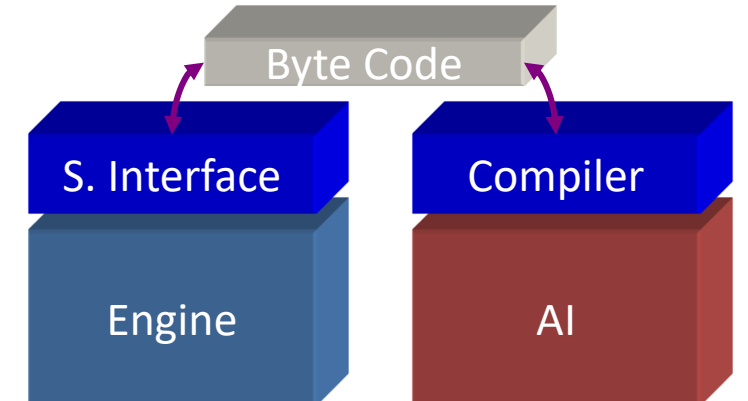 Byte Code
S. Interface
Compiler
Engine
AI